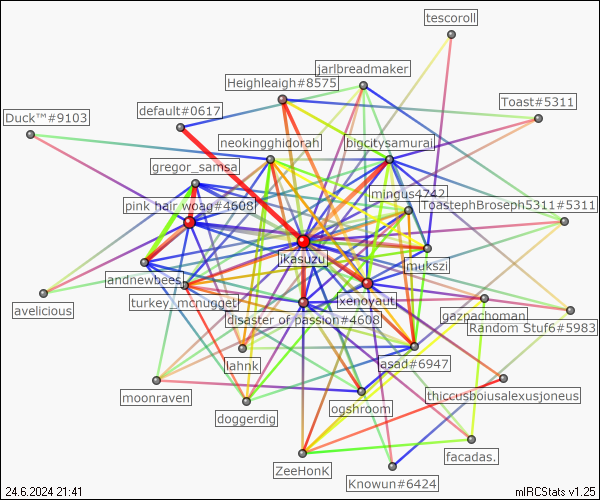 tescoroll
jarlbreadmaker
Heighleaigh#8575
Toast#5311
default#0617
Duck™#9103
neokingghidorah
bigcitysamurai
gregor_samsa
mingus4742
pink hair woag#4608
ToastephBroseph5311#5311
ikasuzu
mukszi
andnewbees
turkey_mcnugget
xenoyaut
avelicious
disaster of passion#4608
gazpachoman
Random Stuf6#5983
lahnk
asad#6947
moonraven
thiccusboiusalexusjoneus
ogshroom
doggerdig
facadas.
ZeeHonK
Knowun#6424
24.6.2024 21:41
mIRCStats v1.25